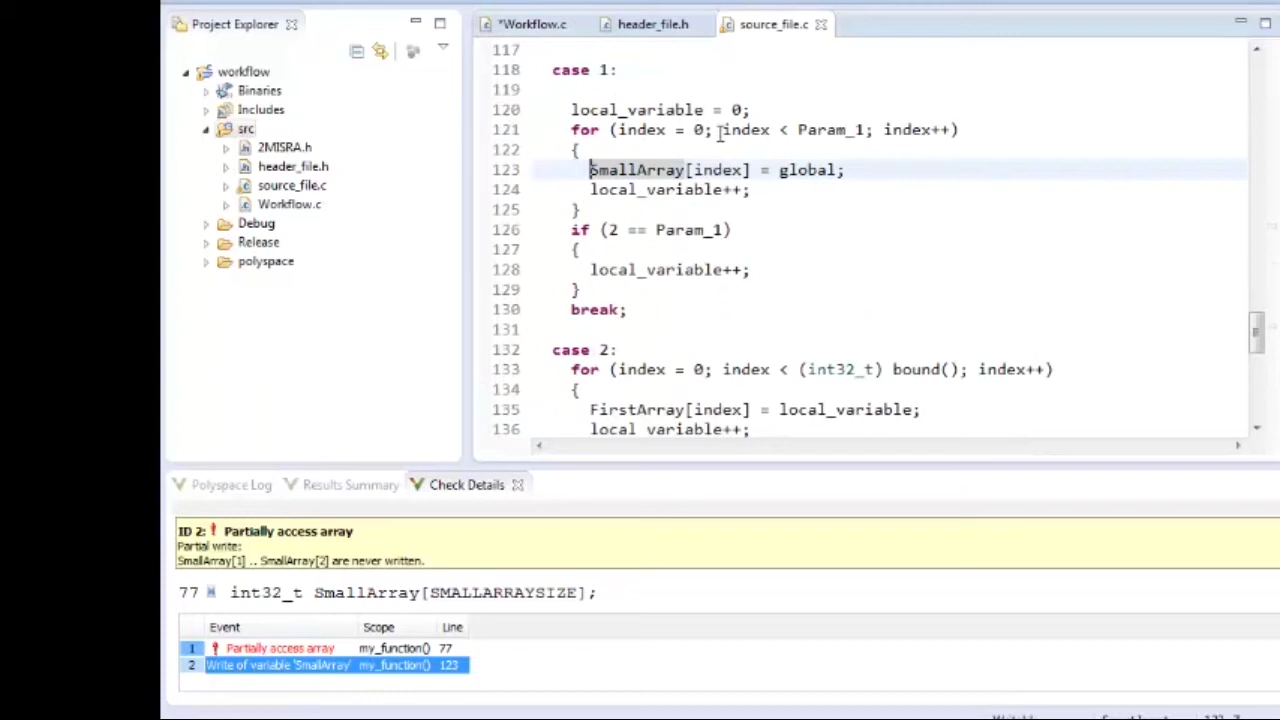 Project Explorer
workflow
Binaries
Includes
src
2MISRA.h
header_file.h
source_file.c
Workflow.c
Debug
Release
polyspace
*Workflow.c header_file.h source_file.c
117
118 case 1:
119
120 local_variable = 0;
121 for (index = 0; index < Param_1; index++)
122 {
123 SmallArray[index] = global;
124 local_variable++;
125 }
126 if (2 == Param_1)
127 {
128 local_variable++;
129 }
130 break;
131
132 case 2:
133 for (index = 0; index < (int32_t) bound(); index++)
134 {
135 FirstArray[index] = local_variable;
136 local_variable++;
Polyspace Log Results Summary Check Details
ID 2: ! Partially access array
Partial write:
SmallArray[1] .. SmallArray[2] are never written.
77 int32_t SmallArray[SMALLARRAYSIZE];
Event Scope Line
1 ! Partially access array my_function() 77
2 Write of variable 'SmallArray' my_function() 123